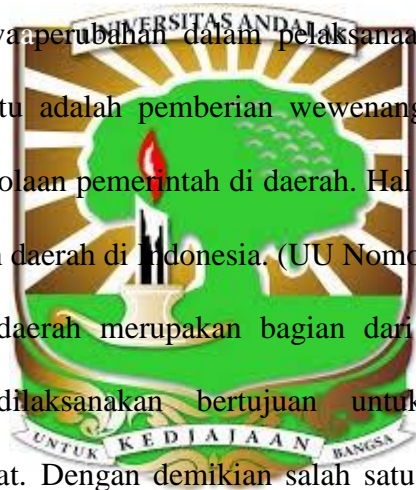 UNIVERSITAS ANDALAS
perubahan dalam pelaksanaa
tu adalah pemberian wewenang
olaan pemerintah di daerah. Hal
daerah di Indonesia. (UU Nomo
daerah merupakan bagian dari
dilaksanakan bertujuan untuk
UNTUK KEDJAJAAN BANGSA
at. Dengan demikian salah satu